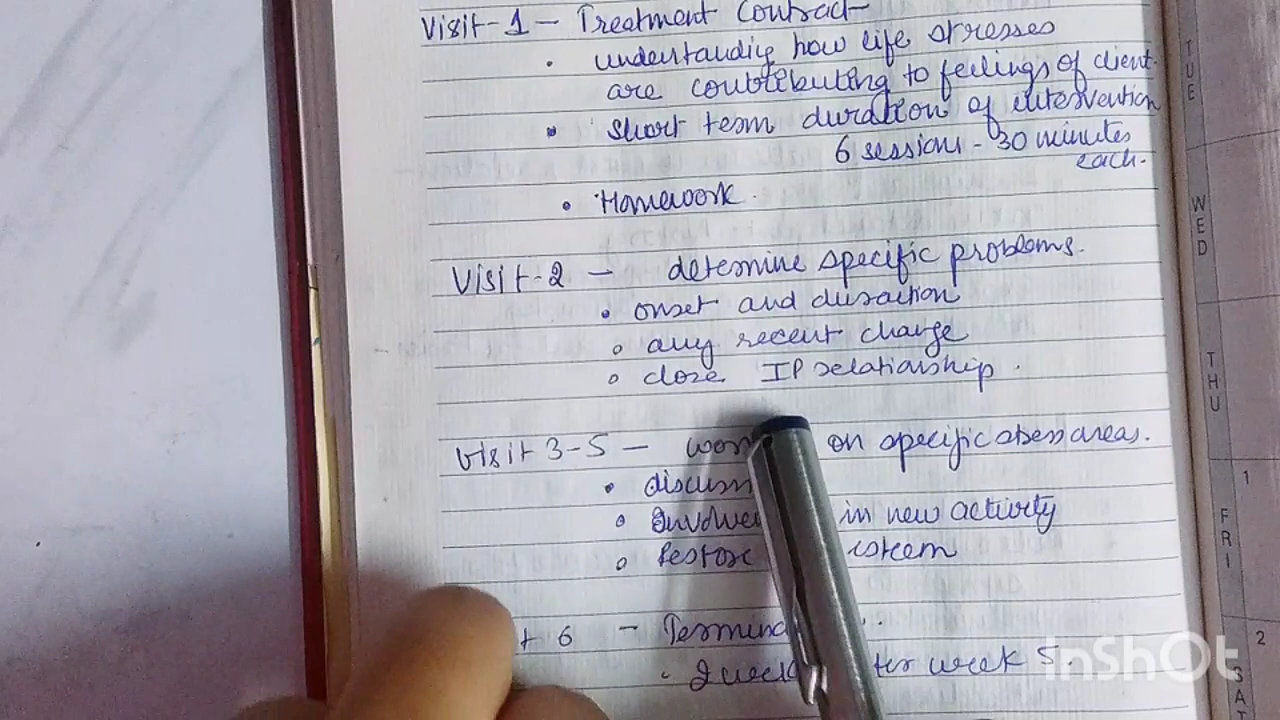 Visit-1 - Treatment Contract
• understanding how life stresses
are contributing to feelings of client.
• short term duration of intervention
6 sessions - 30 minutes
each.
• Homework.
Visit-2 - determine specific problems.
• onset and duration
• any recent change
• close IP relationship.
Visit 3-5 - on specific stress areas.
•
• in new activity
• Restore
6 -
• week 5.
TUE
WED
THU
1
FRI
2
SAT
InShOt